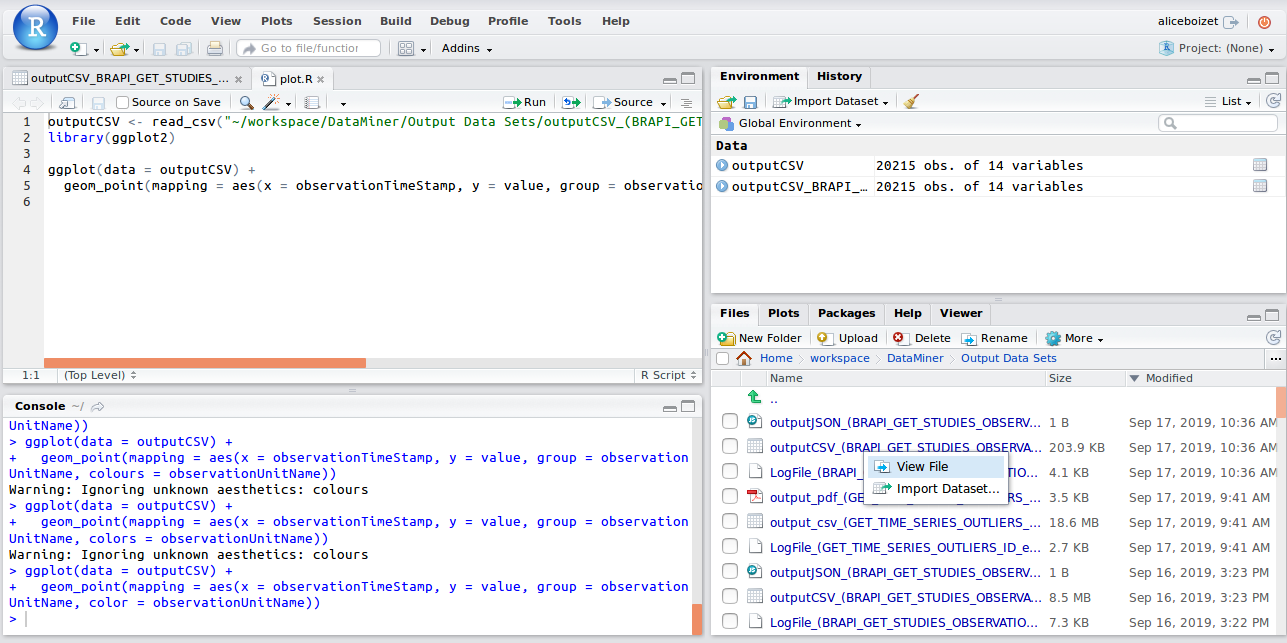 R File Edit Code View Plots Session Build Debug Profile Tools Help aliceboizet
Go to file/function Addins Project: (None)
outputCSV_BRAPI_GET_STUDIES_... plot.R
Source on Save Run Source
1 outputCSV <- read_csv("~/workspace/DataMiner/Output Data Sets/outputCSV_(BRAPI_GET
2 library(ggplot2)
3
4 ggplot(data = outputCSV) +
5 geom_point(mapping = aes(x = observationTimeStamp, y = value, group = observatio
6
1:1 (Top Level) R Script
Console ~/
UnitName))
> ggplot(data = outputCSV) +
+ geom_point(mapping = aes(x = observationTimeStamp, y = value, group = observation
UnitName, colours = observationUnitName))
Warning: Ignoring unknown aesthetics: colours
> ggplot(data = outputCSV) +
+ geom_point(mapping = aes(x = observationTimeStamp, y = value, group = observation
UnitName, colors = observationUnitName))
Warning: Ignoring unknown aesthetics: colours
> ggplot(data = outputCSV) +
+ geom_point(mapping = aes(x = observationTimeStamp, y = value, group = observation
UnitName, color = observationUnitName))
>
Environment History
Import Dataset List
Global Environment
Data
outputCSV 20215 obs. of 14 variables
outputCSV_BRAPI_... 20215 obs. of 14 variables
Files Plots Packages Help Viewer
New Folder Upload Delete Rename More
Home workspace DataMiner Output Data Sets ...
Name Size Modified
..
outputJSON_(BRAPI_GET_STUDIES_OBSERV... 1 B Sep 17, 2019, 10:36 AM
outputCSV_(BRAPI_GET_STUDIES_OBSERVA... 203.9 KB Sep 17, 2019, 10:36 AM
View File
Import Dataset...
LogFile_(BRAPI_ TIO... 4.1 KB Sep 17, 2019, 10:36 AM
output_pdf_(GET ERS_... 3.5 KB Sep 17, 2019, 9:41 AM
output_csv_(GET_TIME_SERIES_OUTLIERS_... 18.6 MB Sep 17, 2019, 9:41 AM
LogFile_(GET_TIME_SERIES_OUTLIERS_ID_e... 2.7 KB Sep 17, 2019, 9:41 AM
outputJSON_(BRAPI_GET_STUDIES_OBSERV... 1 B Sep 16, 2019, 3:23 PM
outputCSV_(BRAPI_GET_STUDIES_OBSERVA... 8.5 MB Sep 16, 2019, 3:23 PM
LogFile_(BRAPI_GET_STUDIES_OBSERVATIO... 7.3 KB Sep 16, 2019, 3:22 PM